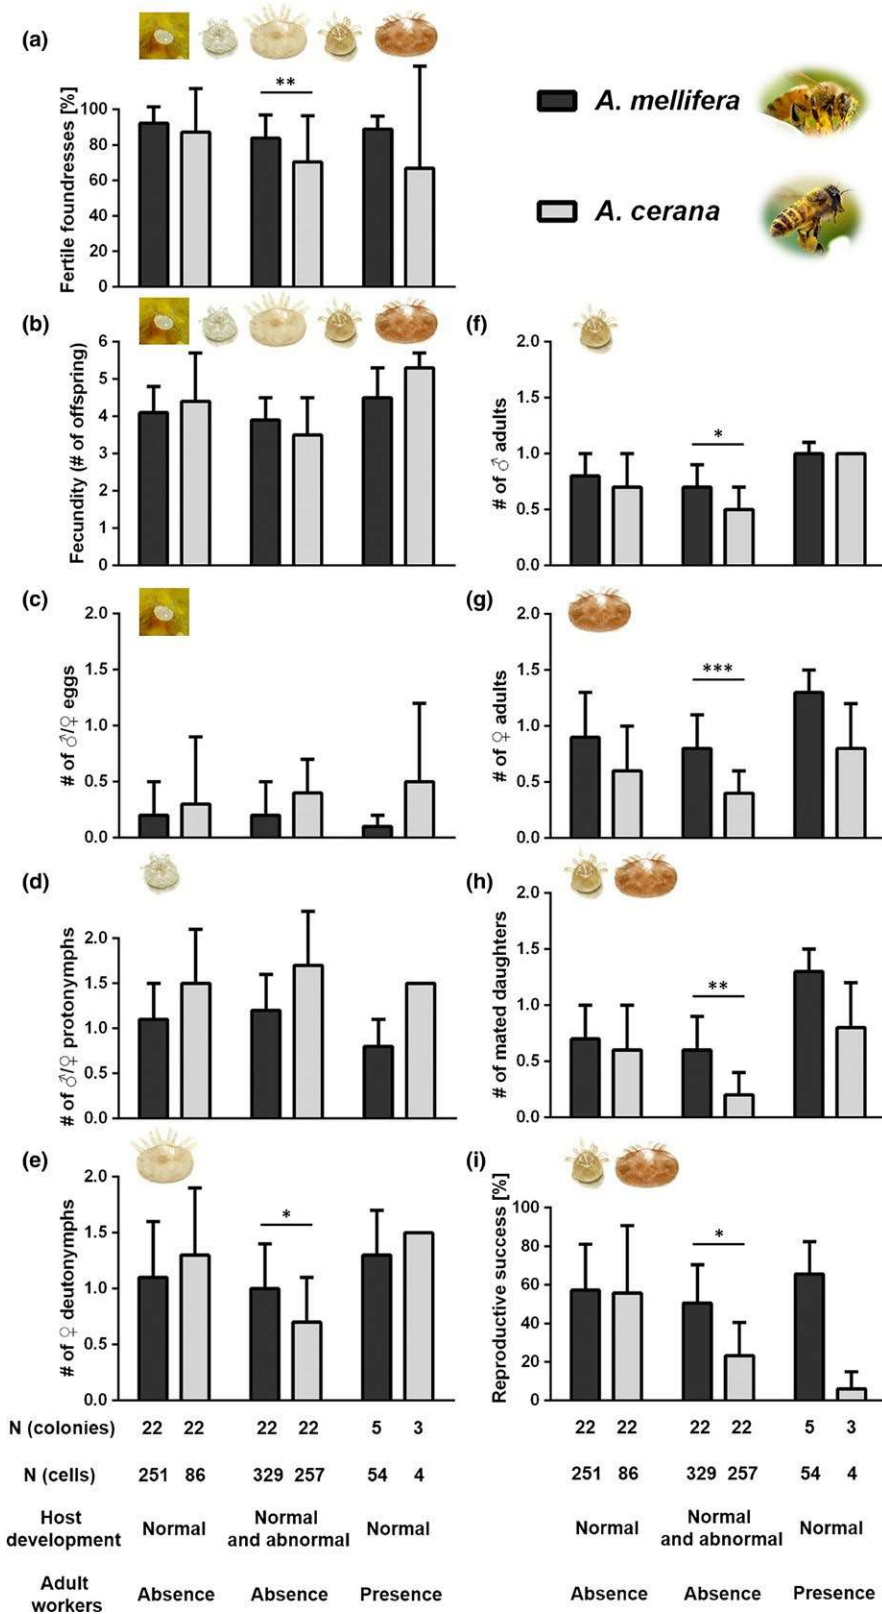 (a)
Fertile foundresses [%]
100
80
60
40
20
0
**
A. mellifera
A. cerana
(b)
Fecundity (# of offspring)
6
5
4
3
2
1
0
(f)
# of ♂ adults
2.0
1.5
1.0
0.5
0.0
*
(c)
# of ♂/♀ eggs
2.0
1.5
1.0
0.5
0.0
(g)
# of ♀ adults
2.0
1.5
1.0
0.5
0.0
***
(d)
# of ♂/♀ protonymphs
2.0
1.5
1.0
0.5
0.0
(h)
# of mated daughters
2.0
1.5
1.0
0.5
0.0
**
(e)
# of ♀ deutonymphs
2.0
1.5
1.0
0.5
0.0
*
(i)
Reproductive success [%]
100
80
60
40
20
0
*
N (colonies) 22 22 22 22 5 3 22 22 22 22 5 3
N (cells) 251 86 329 257 54 4 251 86 329 257 54 4
Host development Normal Normal and abnormal Normal Normal Normal and abnormal Normal
Adult workers Absence Absence Presence Absence Absence Presence